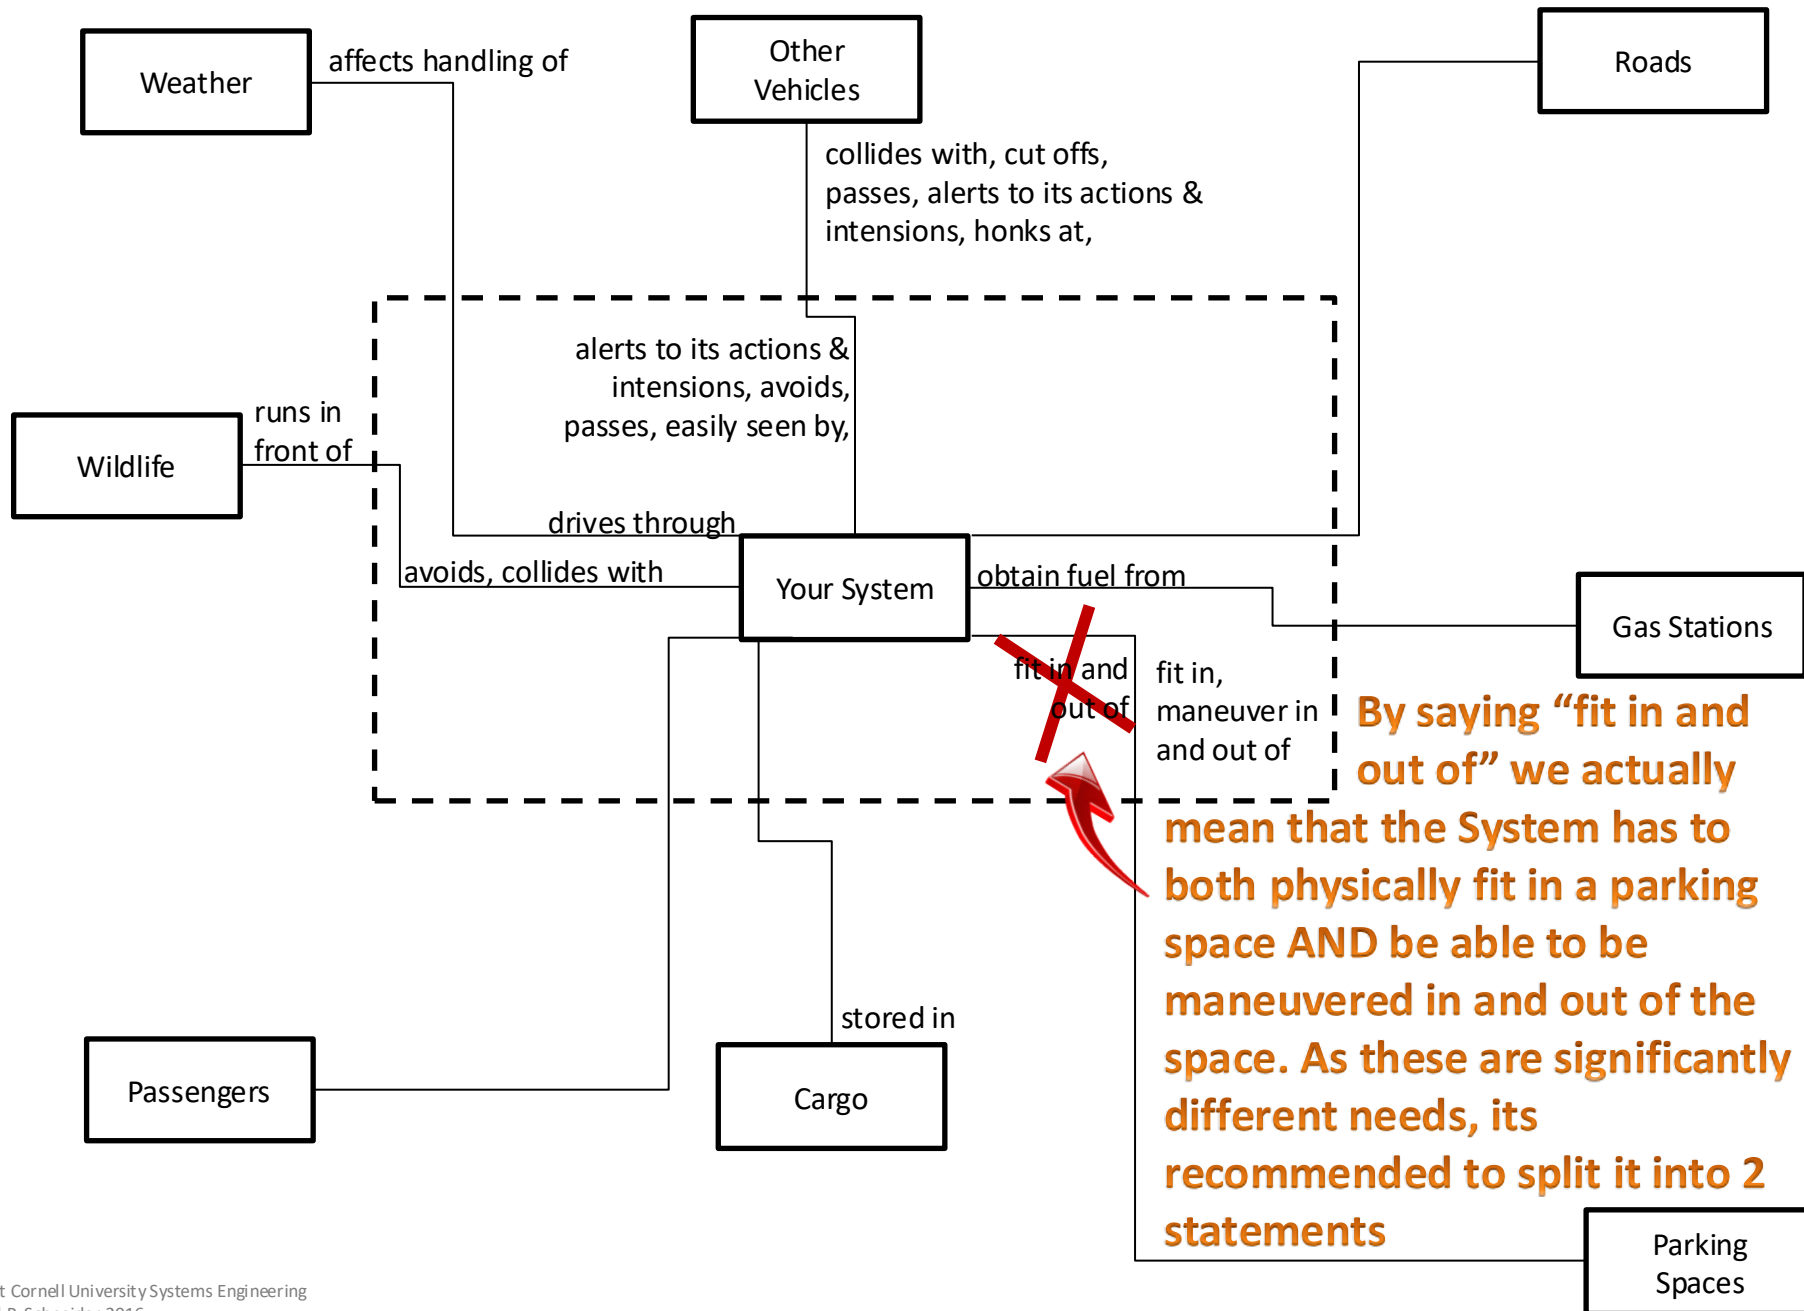 Weather
affects handling of
Other
Vehicles
Roads
collides with, cut offs,
passes, alerts to its actions &
intensions, honks at,
alerts to its actions &
intensions, avoids,
passes, easily seen by,
runs in
front of
Wildlife
drives through
avoids, collides with
Your System
obtain fuel from
Gas Stations
fit in and
out of
fit in,
maneuver in
and out of
By saying “fit in and
out of” we actually
mean that the System has to
both physically fit in a parking
space AND be able to be
maneuvered in and out of the
space. As these are significantly
different needs, its
recommended to split it into 2
statements
stored in
Passengers
Cargo
Parking
Spaces
t Cornell University Systems Engineering